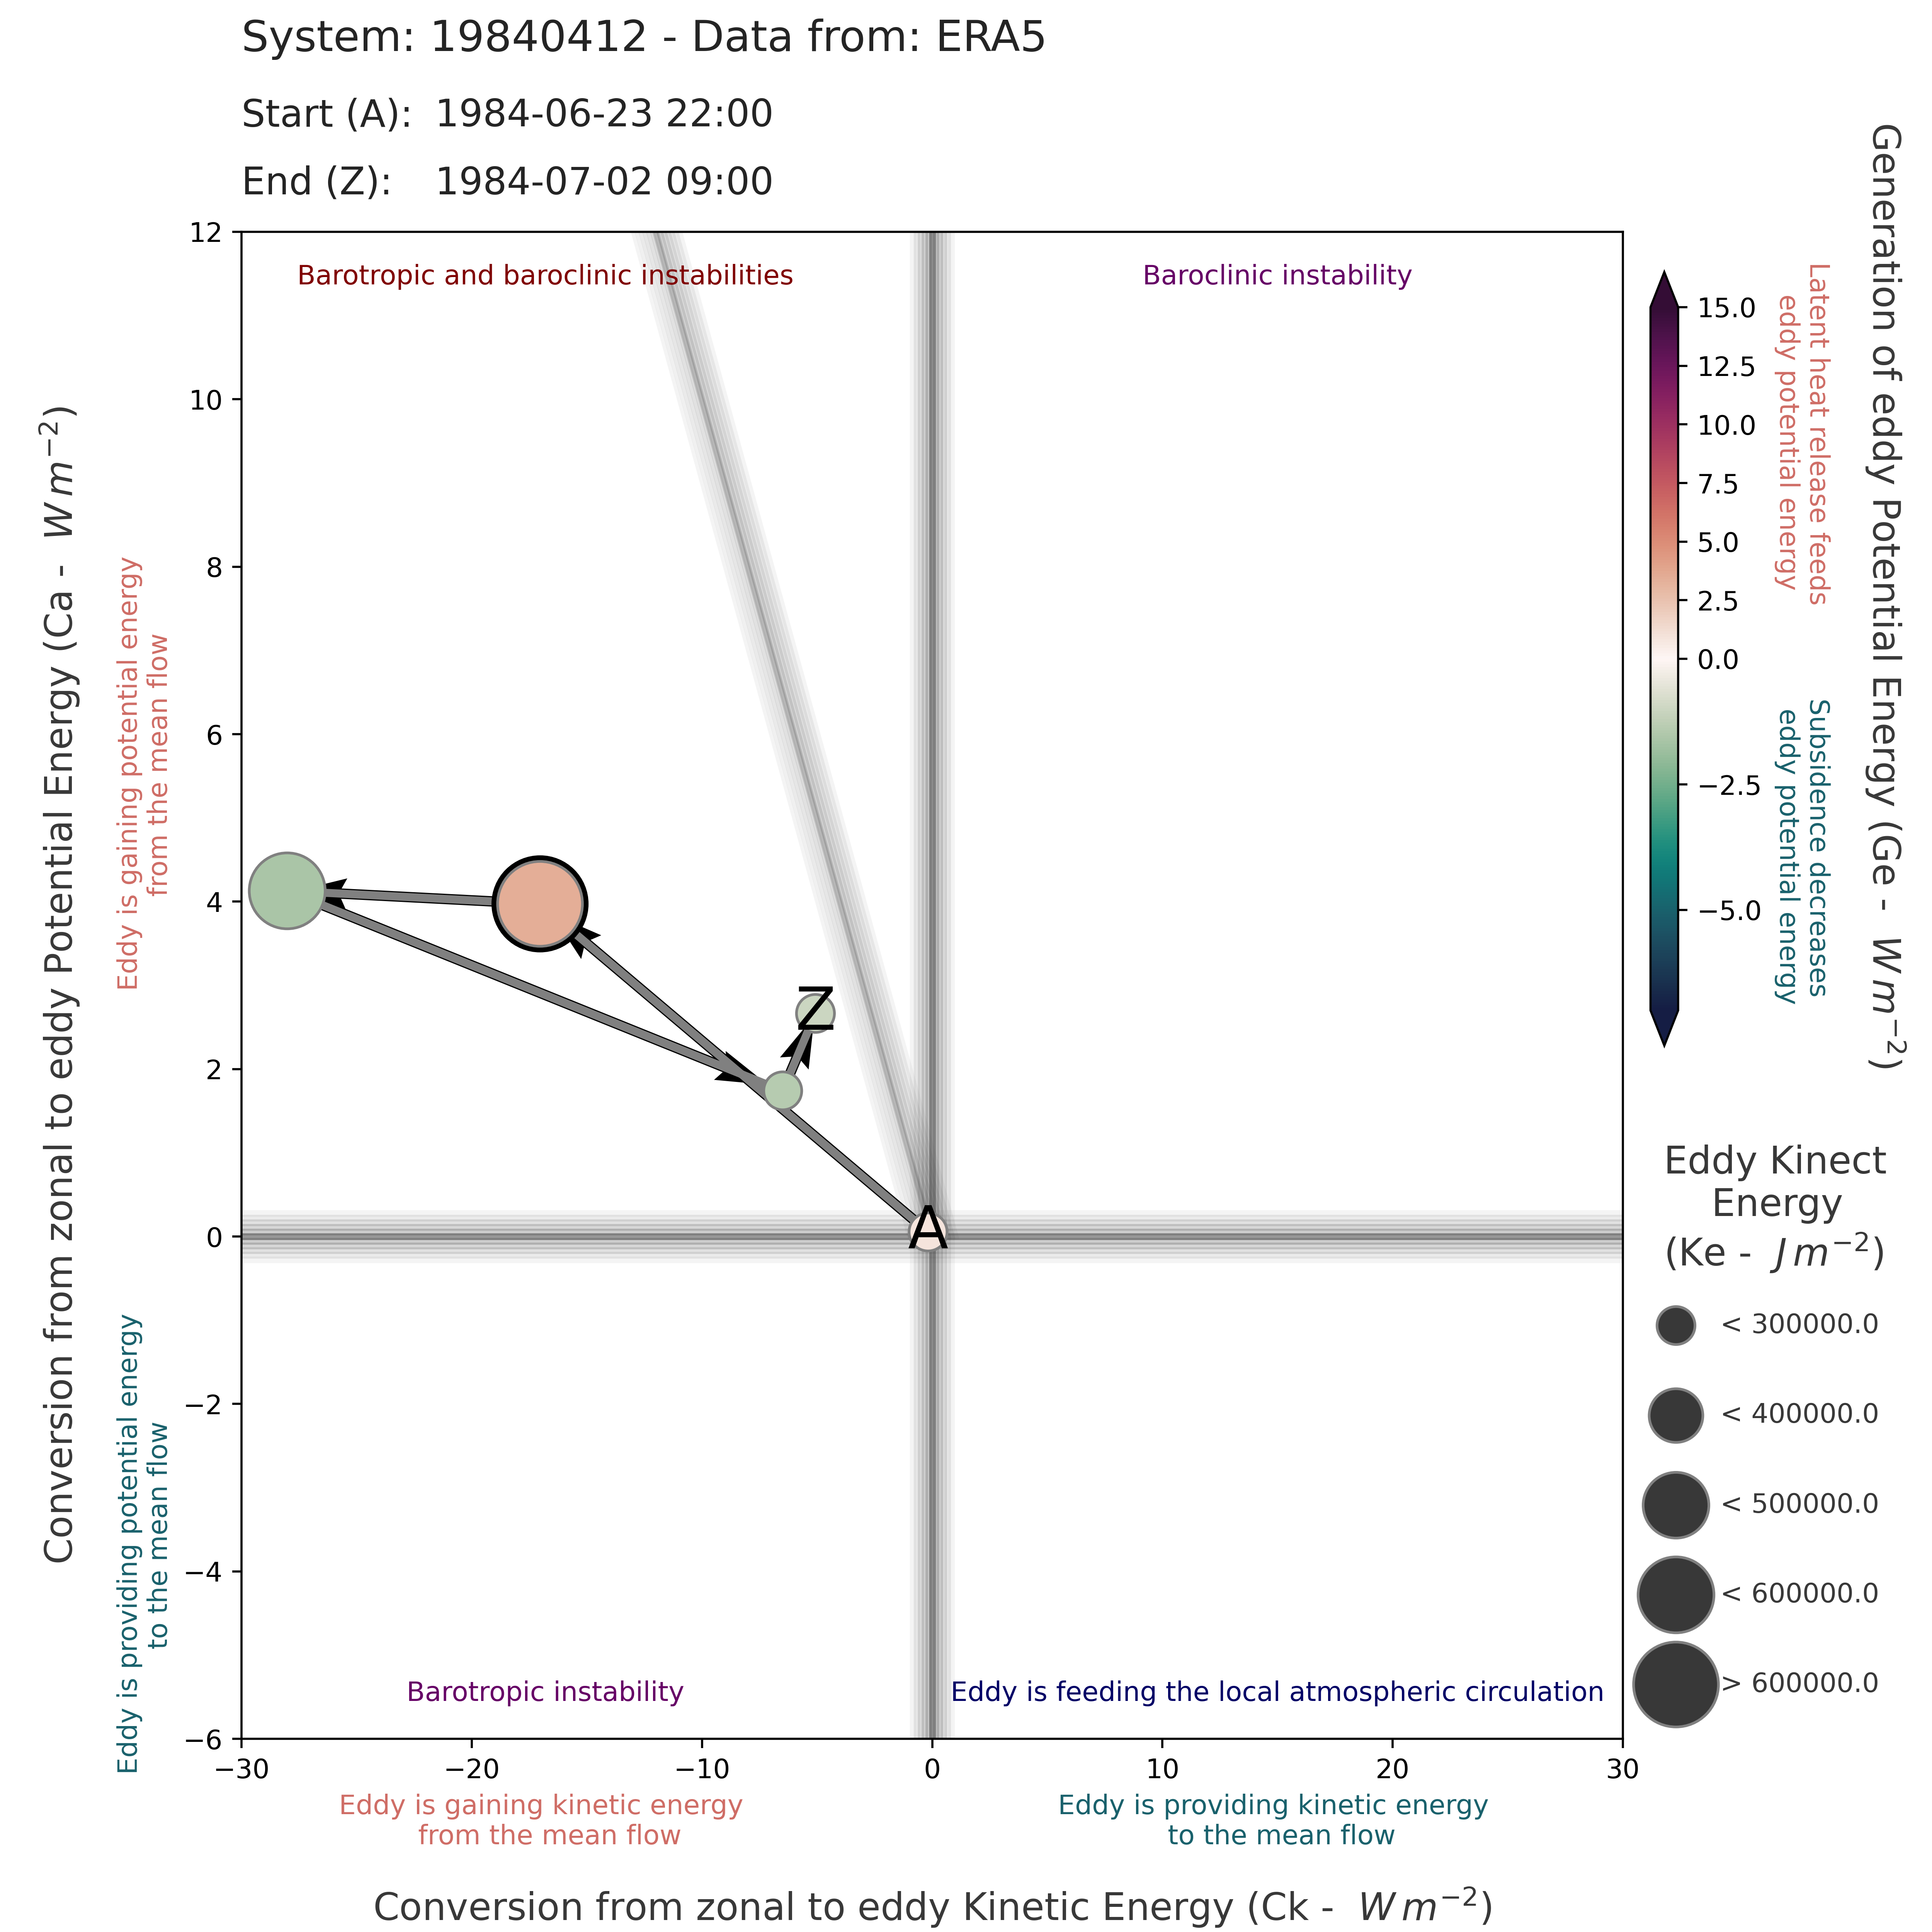 System: 19840412 - Data from: ERA5
Start (A): 1984-06-23 22:00
End (Z): 1984-07-02 09:00
Barotropic and baroclinic instabilities
Baroclinic instability
Barotropic instability
Eddy is feeding the local atmospheric circulation
A
Z
12
10
8
6
4
2
0
−2
−4
−6
−30
−20
−10
0
10
20
30
Conversion from zonal to eddy Potential Energy (Ca - W m⁻²)
Eddy is gaining potential energy
from the mean flow
Eddy is providing potential energy
to the mean flow
Eddy is gaining kinetic energy
from the mean flow
Eddy is providing kinetic energy
to the mean flow
Conversion from zonal to eddy Kinetic Energy (Ck - W m⁻²)
15.0
12.5
10.0
7.5
5.0
2.5
0.0
−2.5
−5.0
Latent heat release feeds
eddy potential energy
Subsidence decreases
eddy potential energy
Generation of eddy Potential Energy (Ge - W m⁻²)
Eddy Kinect
Energy
(Ke - J m⁻²)
< 300000.0
< 400000.0
< 500000.0
< 600000.0
> 600000.0